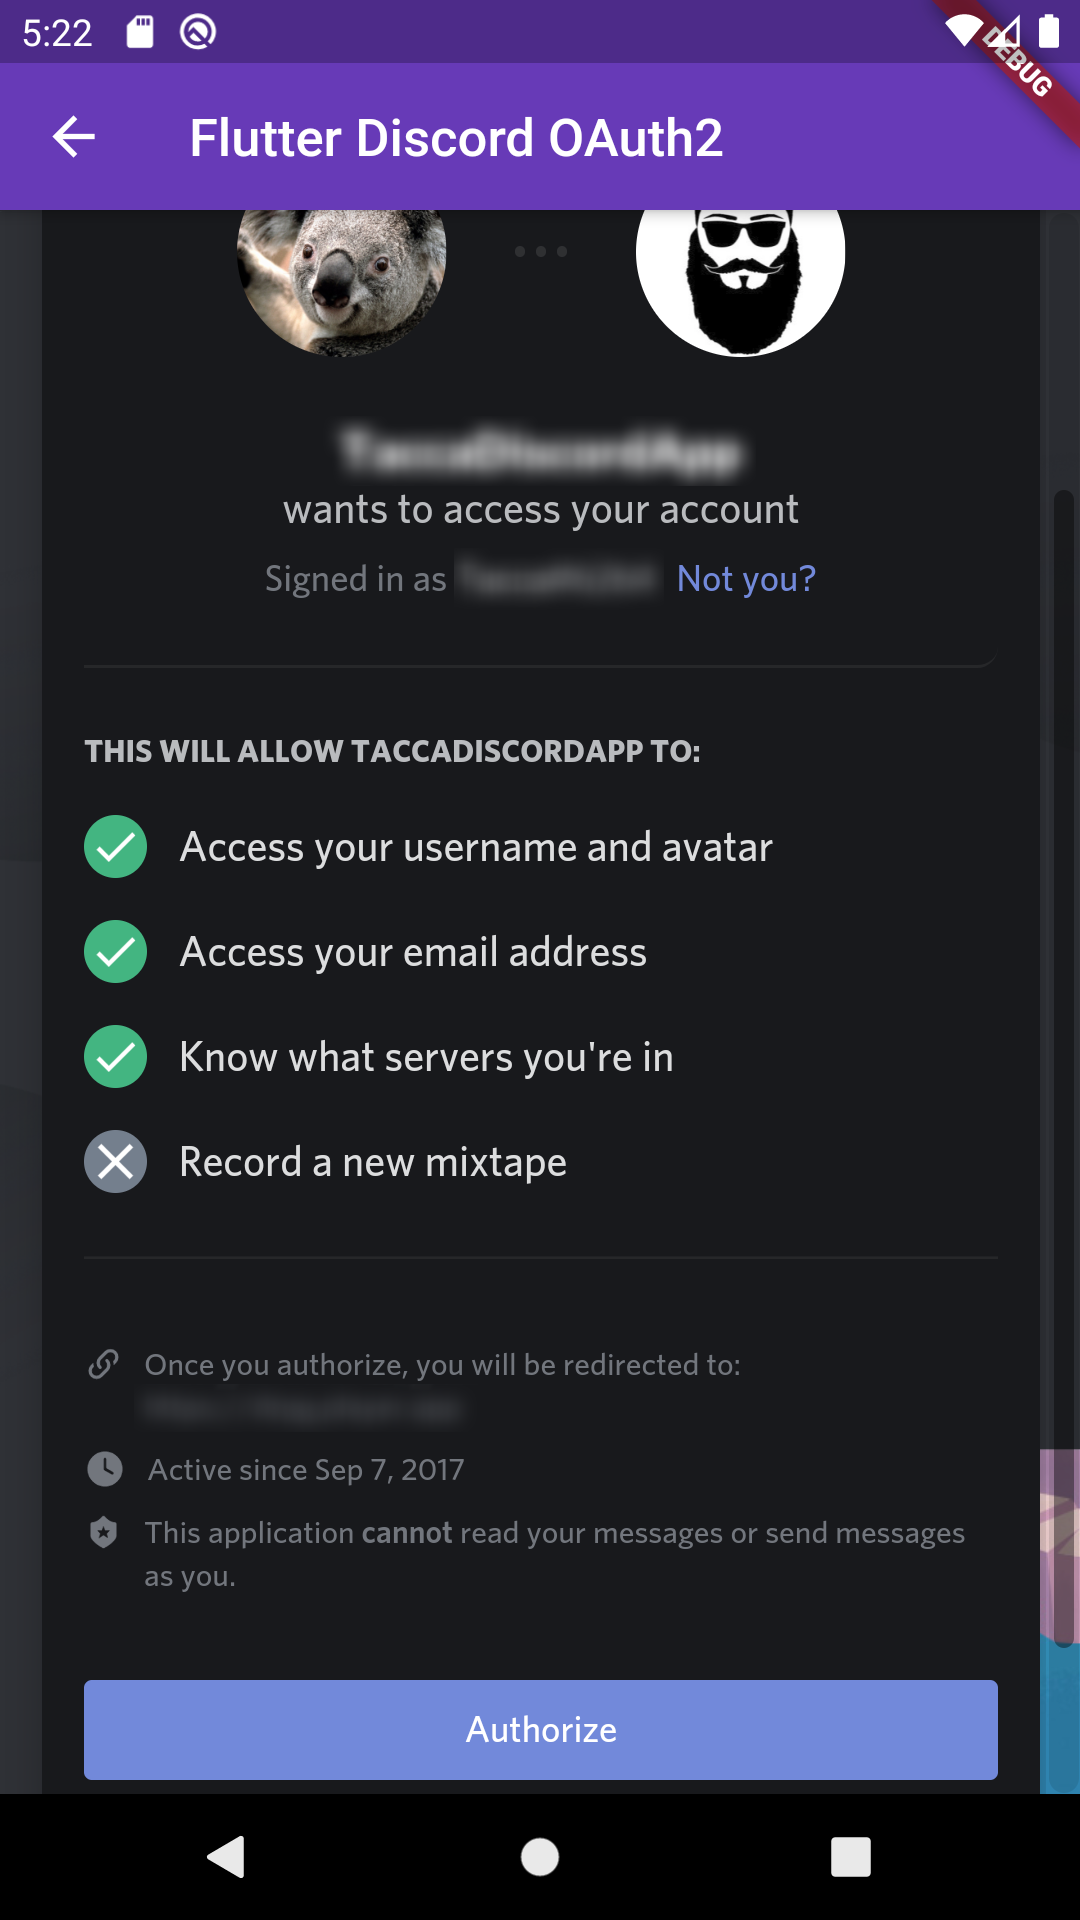 5:22
DEBUG
Flutter Discord OAuth2
wants to access your account
Signed in as Not you?
THIS WILL ALLOW TACCADISCORDAPP TO:
Access your username and avatar
Access your email address
Know what servers you're in
Record a new mixtape
Once you authorize, you will be redirected to:
Active since Sep 7, 2017
This application cannot read your messages or send messages
as you.
Authorize